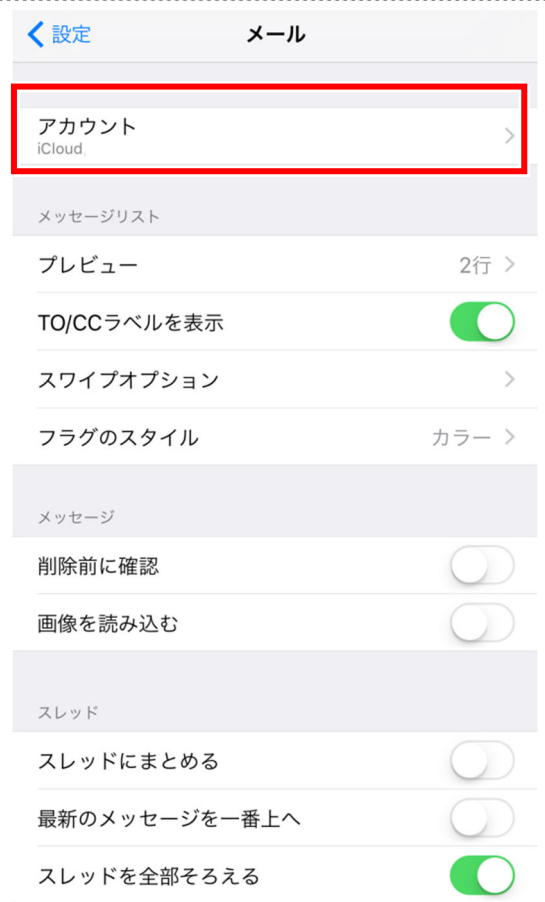 設定
メール
アカウント
iCloud
メッセージリスト
プレビュー 2行
TO/CCラベルを表示
スワイプオプション
フラグのスタイル カラー
メッセージ
削除前に確認
画像を読み込む
スレッド
スレッドにまとめる
最新のメッセージを一番上へ
スレッドを全部そろえる